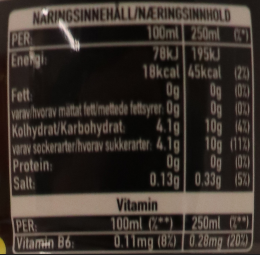 NÄRINGSINNEHÅLL/NÆRINGSINNHOLD
PER: 100ml 250ml (%*)
Energi: 78kJ 195kJ
18kcal 45kcal (2%)
Fett: 0g 0g (0%)
varav/hvorav mättat fett/mettede fettsyrer: 0g 0g (0%)
Kolhydrat/Karbohydrat: 4.1g 10g (4%)
varav sockerarter/hvorav sukkerarter: 4.1g 10g (11%)
Protein: 0g 0g (0%)
Salt: 0.13g 0.33g (5%)
Vitamin
PER: 100ml (%**) 250ml (%**)
Vitamin B6: 0.11mg (8%) 0.28mg (20%)